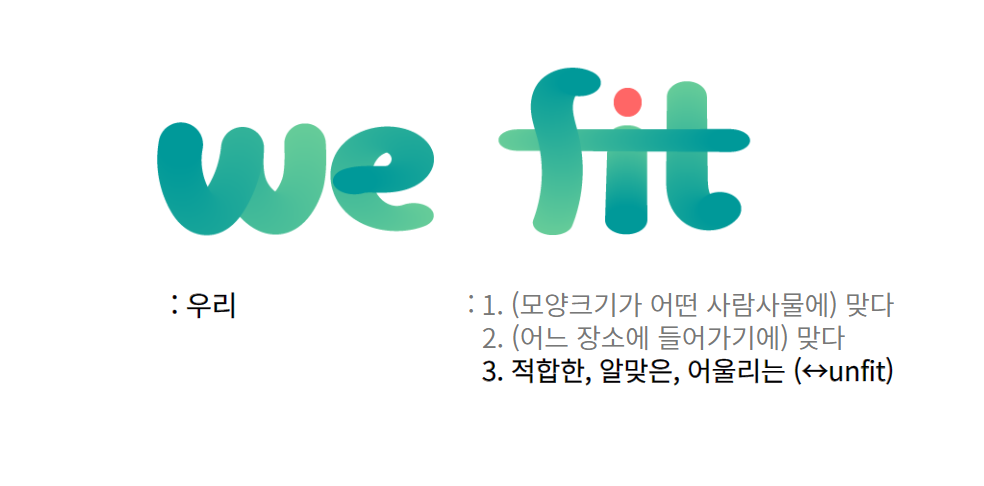 we fit
: 우리
: 1. (모양크기가 어떤 사람사물에) 맞다
2. (어느 장소에 들어가기에) 맞다
3. 적합한, 알맞은, 어울리는 (↔unfit)